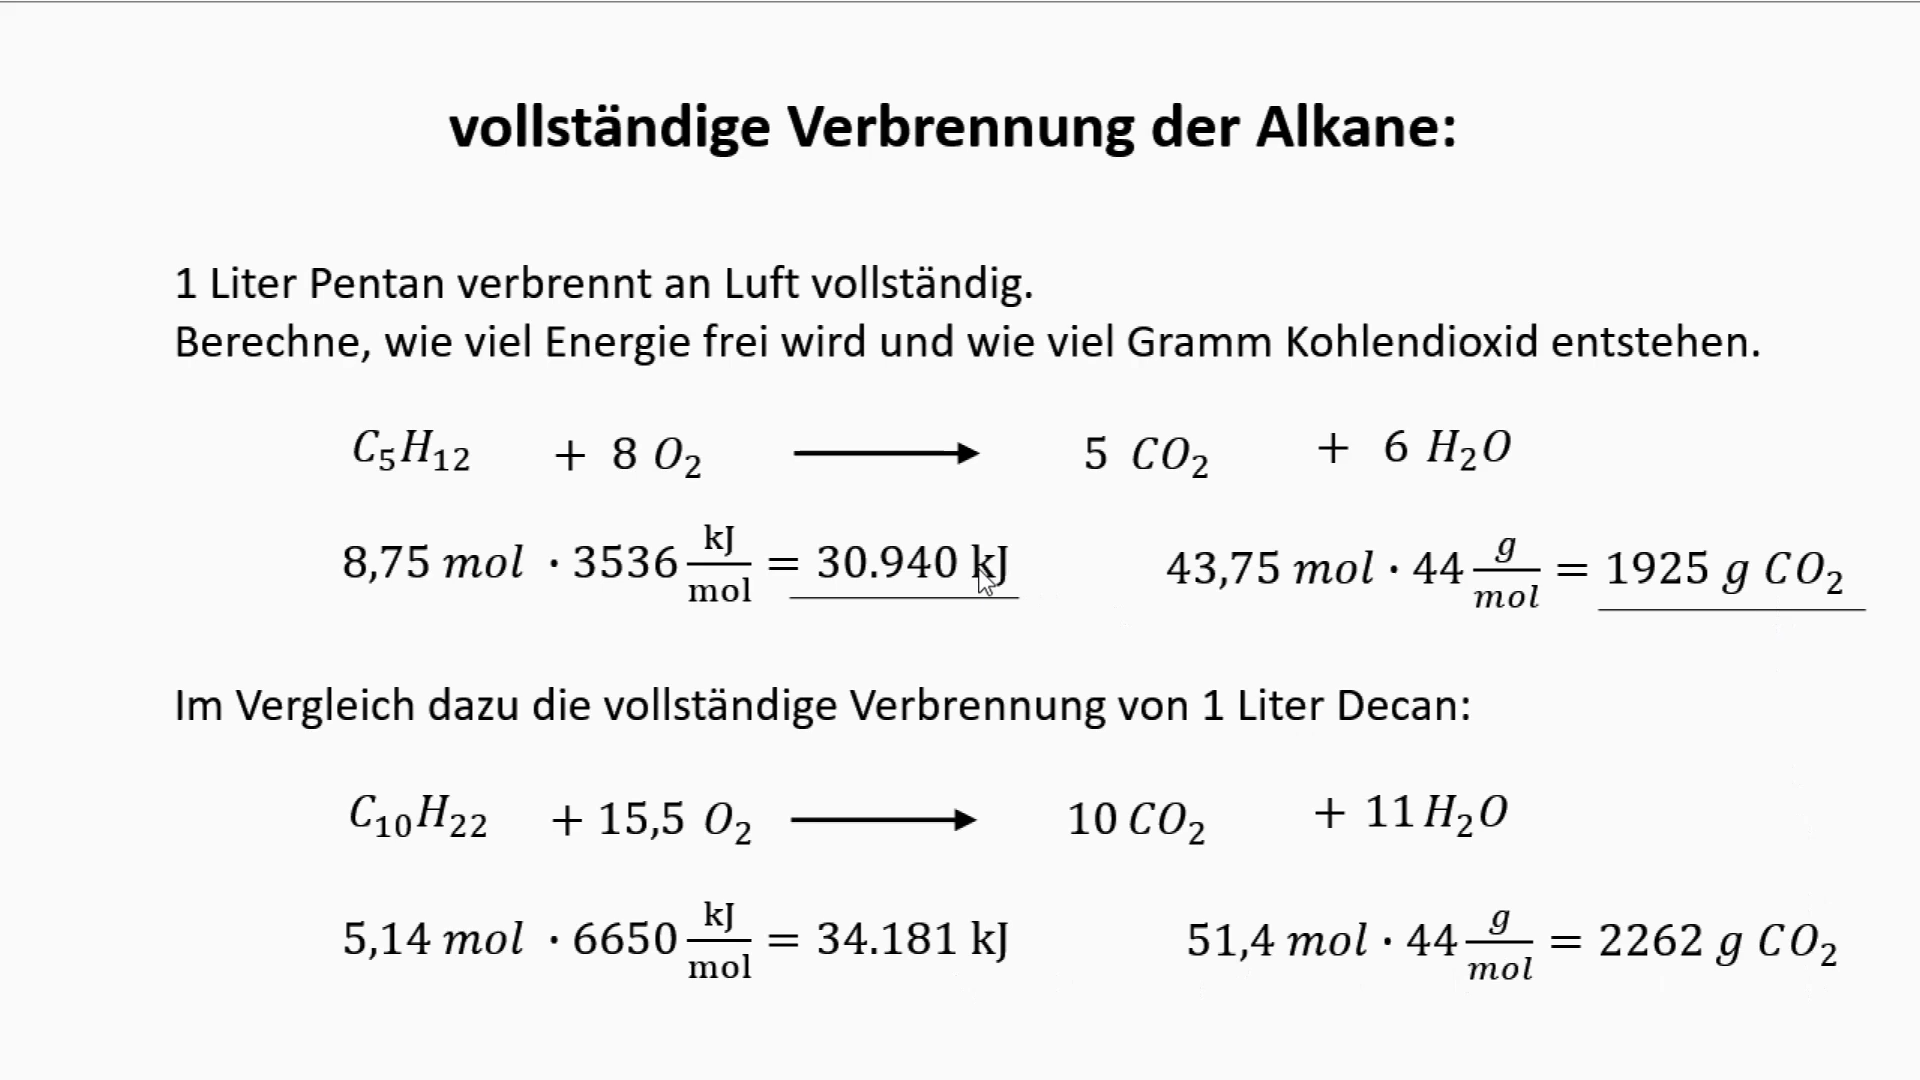 vollständige Verbrennung der Alkane:
1 Liter Pentan verbrennt an Luft vollständig.
Berechne, wie viel Energie frei wird und wie viel Gramm Kohlendioxid entstehen.
C₅H₁₂ + 8 O₂ ⟶ 5 CO₂ + 6 H₂O
8,75 mol · 3536 kJ/mol = 30.940 kJ 43,75 mol · 44 g/mol = 1925 g CO₂
Im Vergleich dazu die vollständige Verbrennung von 1 Liter Decan:
C₁₀H₂₂ + 15,5 O₂ ⟶ 10 CO₂ + 11 H₂O
5,14 mol · 6650 kJ/mol = 34.181 kJ 51,4 mol · 44 g/mol = 2262 g CO₂